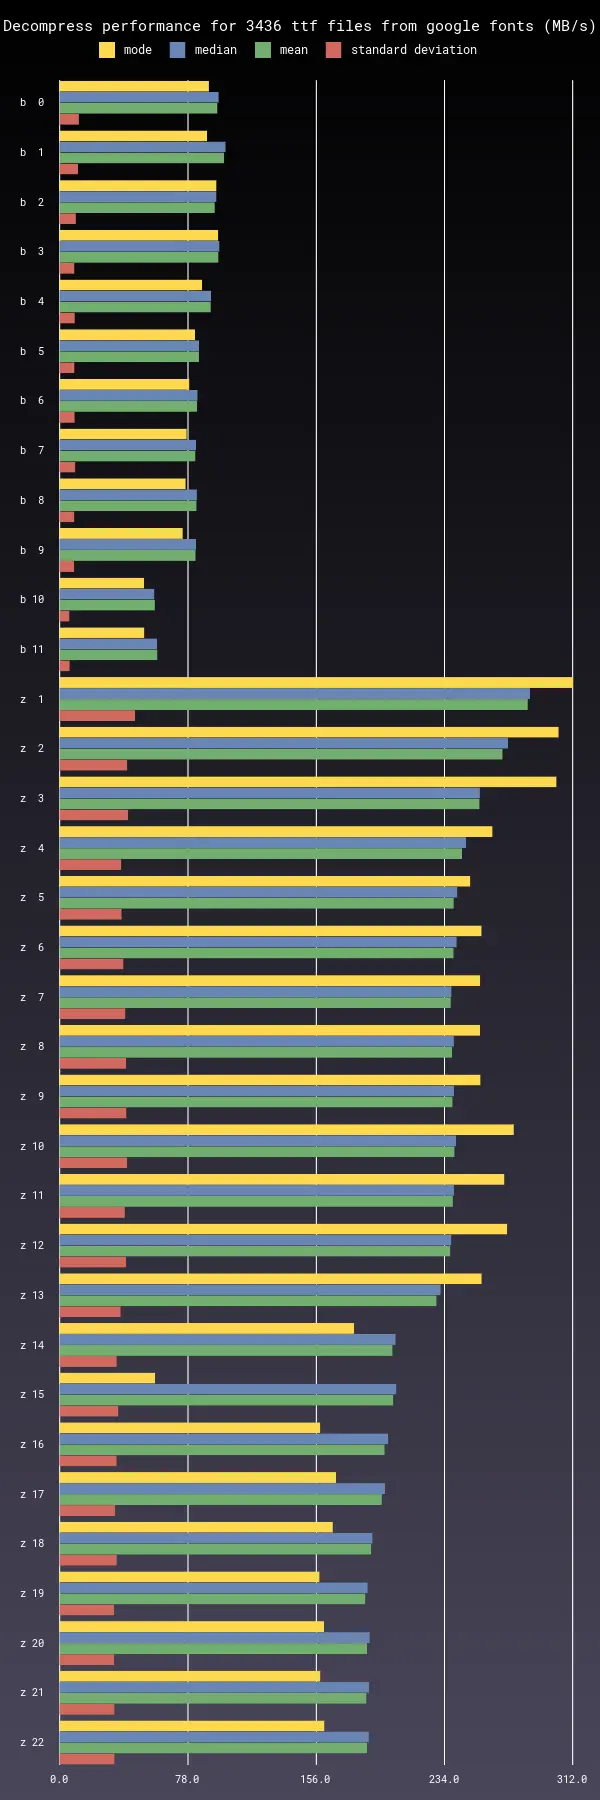 Decompress performance for 3436 ttf files from google fonts (MB/s)
mode median mean standard deviation
b 0
b 1
b 2
b 3
b 4
b 5
b 6
b 7
b 8
b 9
b 10
b 11
z 1
z 2
z 3
z 4
z 5
z 6
z 7
z 8
z 9
z 10
z 11
z 12
z 13
z 14
z 15
z 16
z 17
z 18
z 19
z 20
z 21
z 22
0.0 78.0 156.0 234.0 312.0